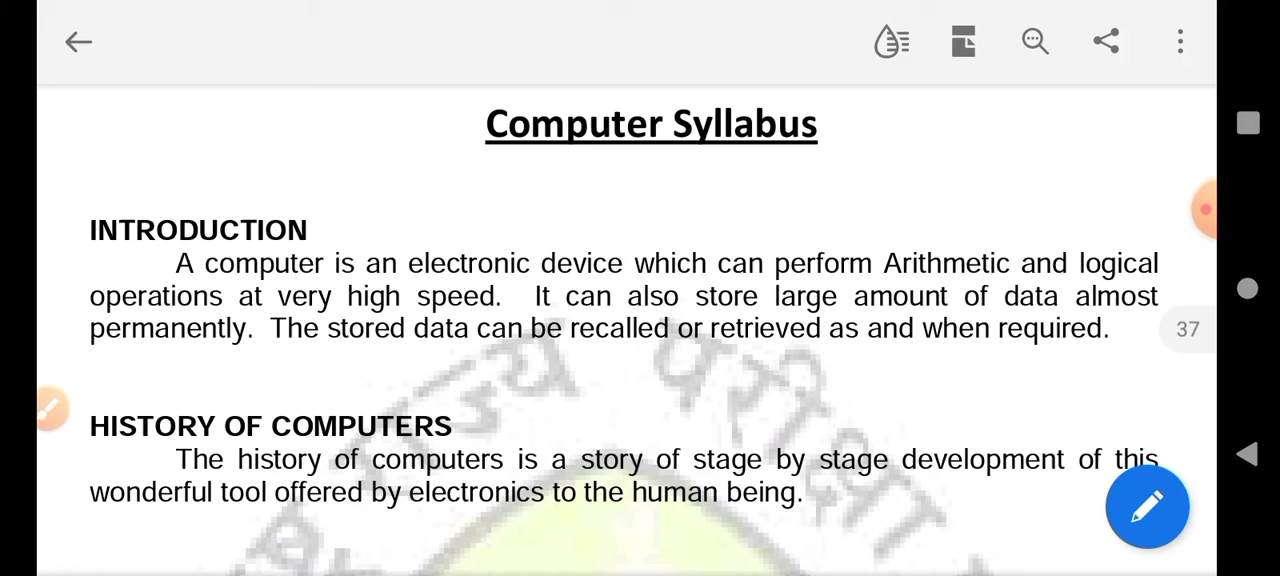 Computer Syllabus
INTRODUCTION
A computer is an electronic device which can perform Arithmetic and logical
operations at very high speed. It can also store large amount of data almost
permanently. The stored data can be recalled or retrieved as and when required.
37
HISTORY OF COMPUTERS
The history of computers is a story of stage by stage development of this
wonderful tool offered by electronics to the human being.
राज्य परीक्षा